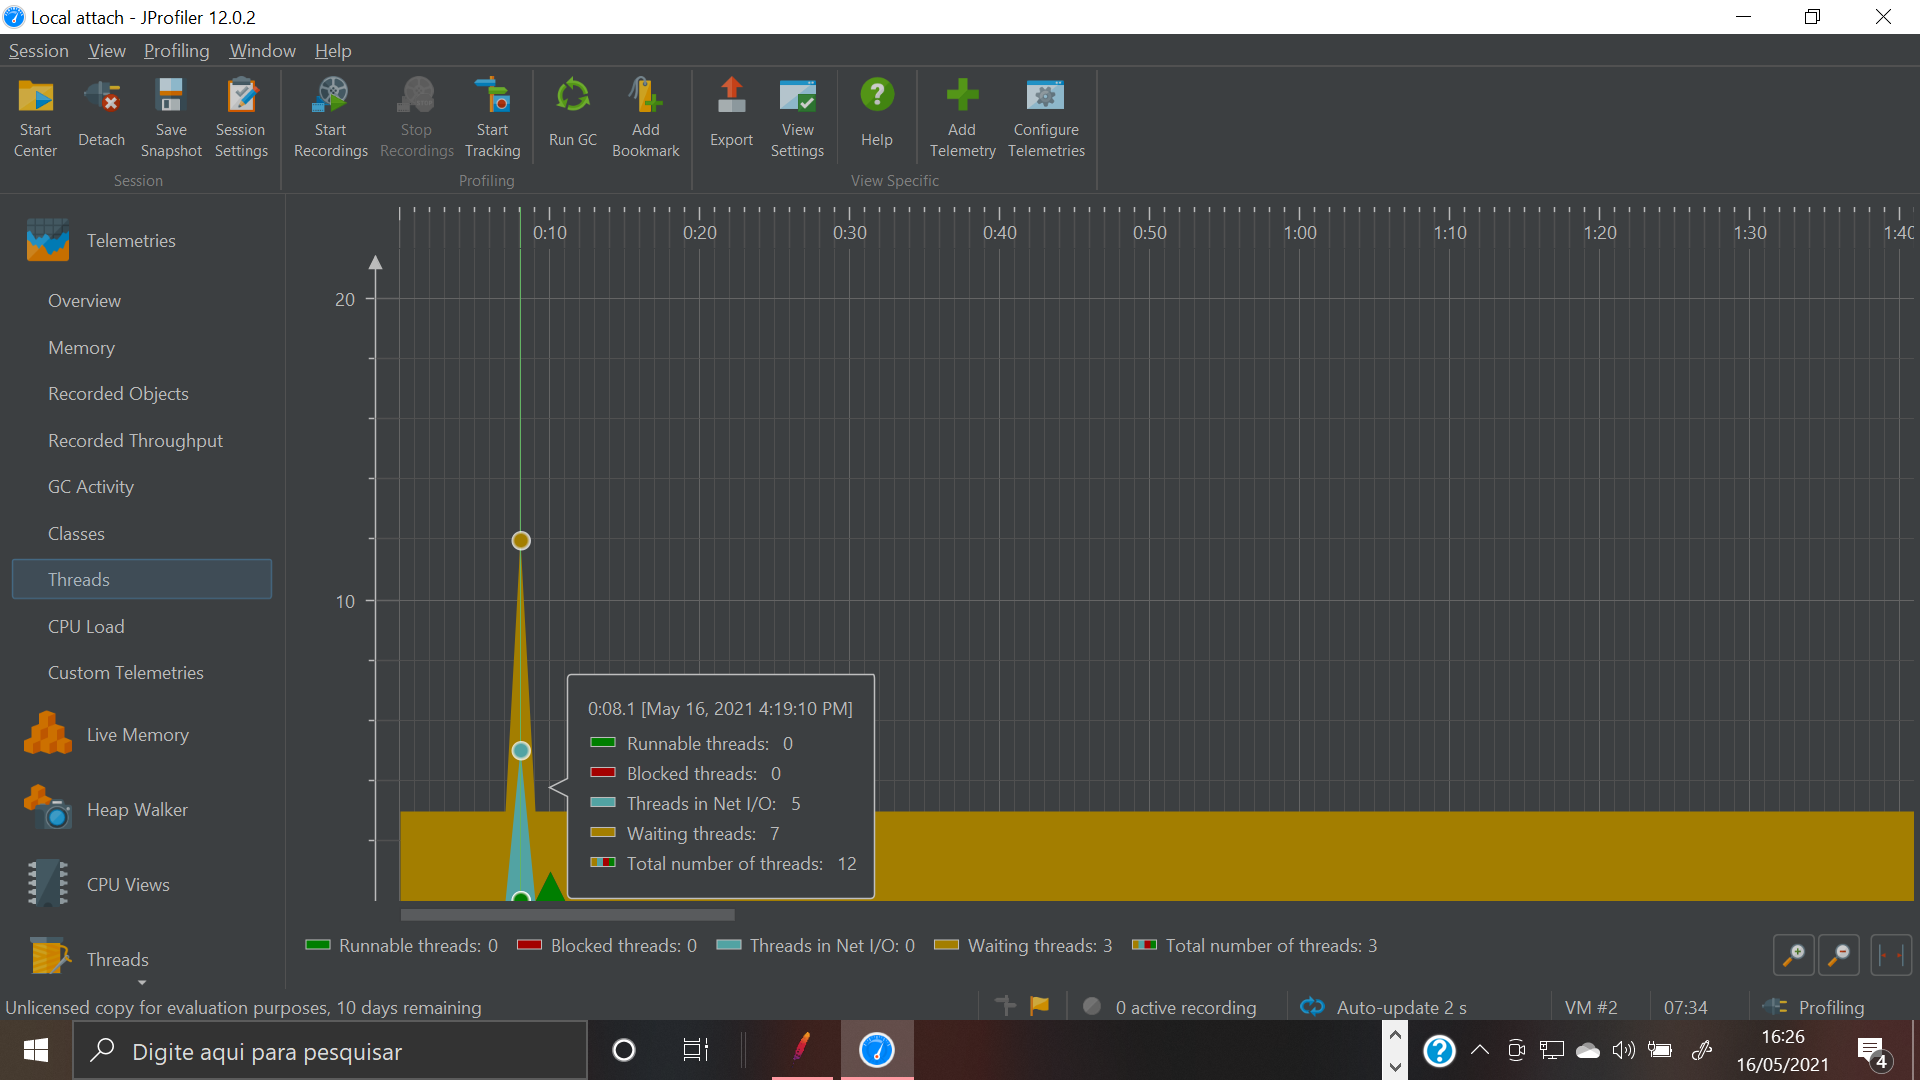 Local attach - JProfiler 12.0.2
Session View Profiling Window Help
Start Center
Detach
Save Snapshot
Session Settings
Start Recordings
Stop Recordings
Start Tracking
Run GC
Add Bookmark
Export
View Settings
Help
Add Telemetry
Configure Telemetries
Session
Profiling
View Specific
Telemetries
Overview
Memory
Recorded Objects
Recorded Throughput
GC Activity
Classes
Threads
CPU Load
Custom Telemetries
Live Memory
Heap Walker
CPU Views
Threads
0:10 0:20 0:30 0:40 0:50 1:00 1:10 1:20 1:30 1:40
20
10
0:08.1 [May 16, 2021 4:19:10 PM]
Runnable threads: 0
Blocked threads: 0
Threads in Net I/O: 5
Waiting threads: 7
Total number of threads: 12
Runnable threads: 0 Blocked threads: 0 Threads in Net I/O: 0 Waiting threads: 3 Total number of threads: 3
Unlicensed copy for evaluation purposes, 10 days remaining
0 active recording
Auto-update 2 s
VM #2
07:34
Profiling
Digite aqui para pesquisar
16:26
16/05/2021
4